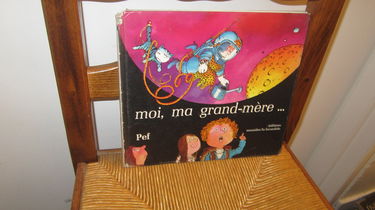 moi, ma grand-mère ...
Pef